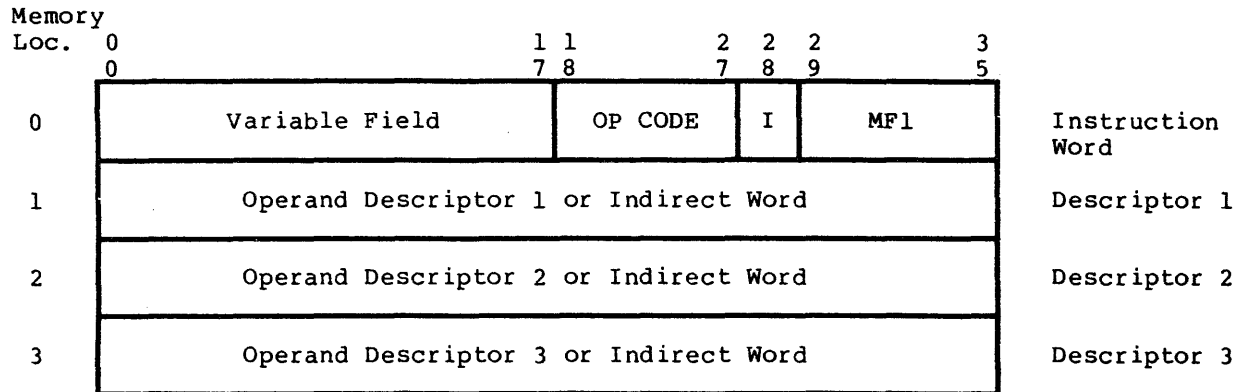 Memory
Loc. 0 1 1 2 2 2 3
0 7 8 7 8 9 5
0 Variable Field OP CODE I MF1 Instruction
Word
1 Operand Descriptor 1 or Indirect Word Descriptor 1
2 Operand Descriptor 2 or Indirect Word Descriptor 2
3 Operand Descriptor 3 or Indirect Word Descriptor 3